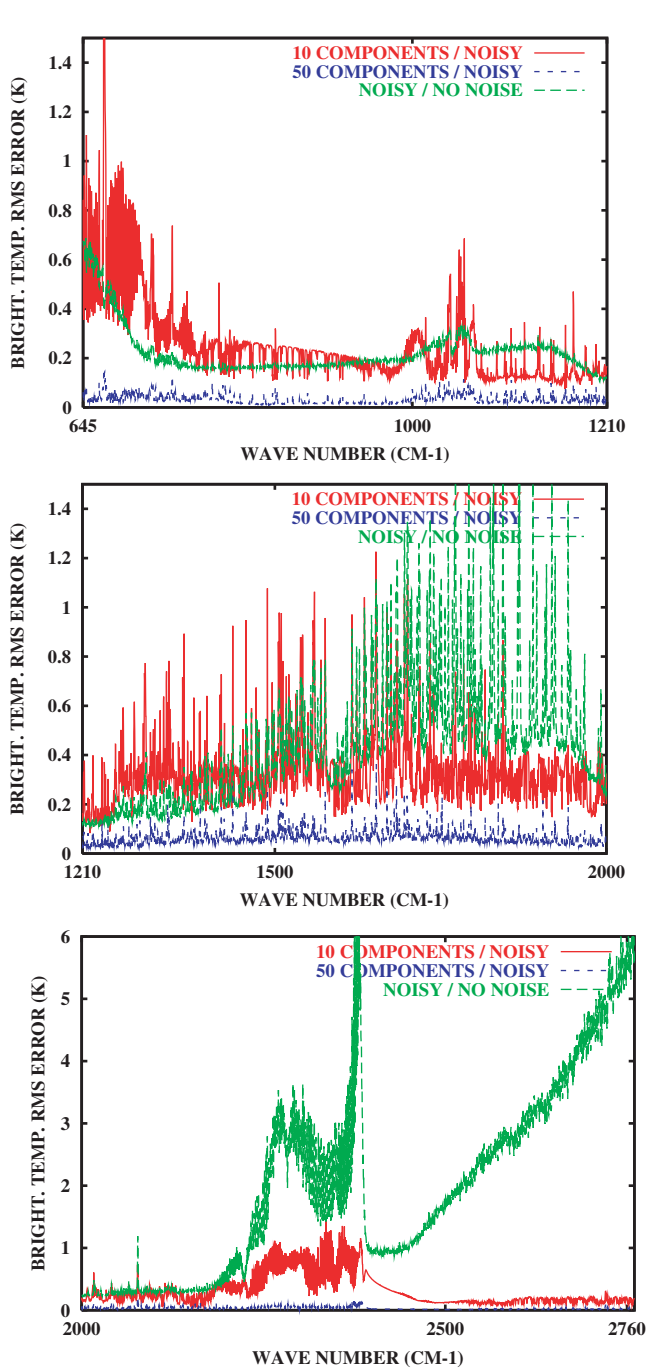 1.4
1.2
1
0.8
0.6
0.4
0.2
0
BRIGHT. TEMP. RMS ERROR (K)
10 COMPONENTS / NOISY
50 COMPONENTS / NOISY
NOISY / NO NOISE
645
1000
1210
WAVE NUMBER (CM-1)
1.4
1.2
1
0.8
0.6
0.4
0.2
0
BRIGHT. TEMP. RMS ERROR (K)
10 COMPONENTS / NOISY
50 COMPONENTS / NOISY
NOISY / NO NOISE
1210
1500
2000
WAVE NUMBER (CM-1)
6
5
4
3
2
1
0
BRIGHT. TEMP. RMS ERROR (K)
10 COMPONENTS / NOISY
50 COMPONENTS / NOISY
NOISY / NO NOISE
2000
2500
2760
WAVE NUMBER (CM-1)